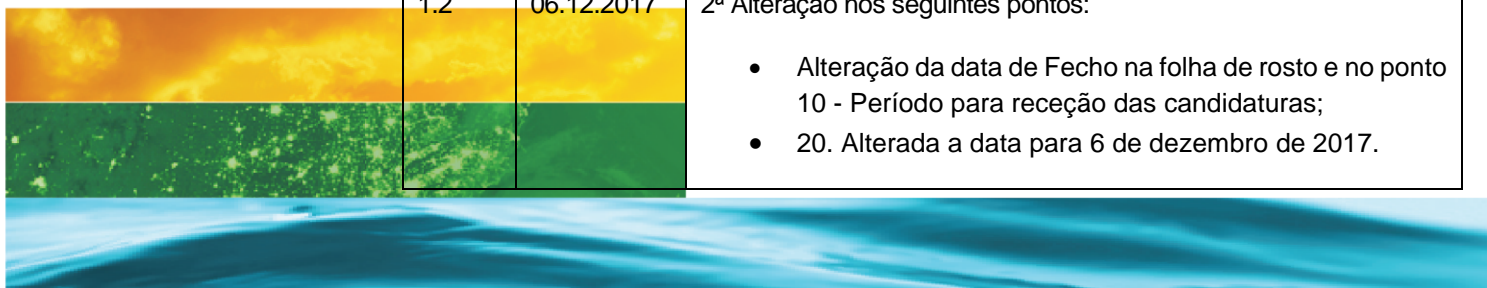 1.2 06.12.2017 2ª Alteração nos seguintes pontos:
• Alteração da data de Fecho na folha de rosto e no ponto
10 - Período para receção das candidaturas;
• 20. Alterada a data para 6 de dezembro de 2017.